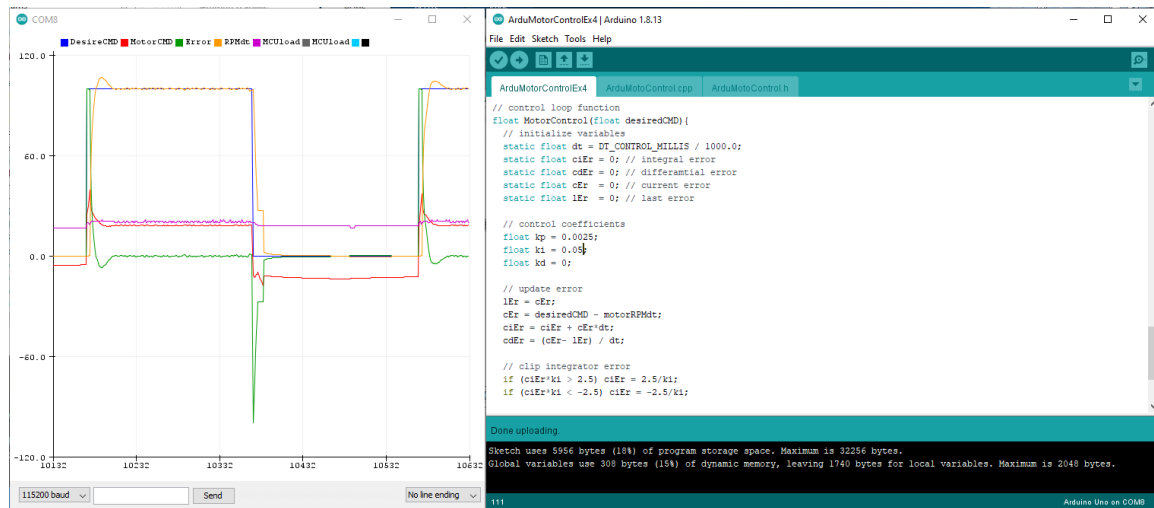 COM8
DesireCMD MotorCMD Error RPMdt MCUload MCUload
120.0
60.0
0.0
-60.0
-120.0
10132 10232 10332 10432 10532 10632
115200 baud Send No line ending
ArduMotorControlEx4 | Arduino 1.8.13
File Edit Sketch Tools Help
ArduMotorControlEx4 ArduMotoControl.cpp ArduMotoControl.h
// control loop function
float MotorControl(float desiredCMD){
// initialize variables
static float dt = DT_CONTROL_MILLIS / 1000.0;
static float ciEr = 0; // integral error
static float cdEr = 0; // differamtial error
static float cEr = 0; // current error
static float lEr = 0; // last error
// control coefficients
float kp = 0.0025;
float ki = 0.05;
float kd = 0;
// update error
lEr = cEr;
cEr = desiredCMD - motorRPMdt;
ciEr = ciEr + cEr*dt;
cdEr = (cEr- lEr) / dt;
// clip integrator error
if (ciEr*ki > 2.5) ciEr = 2.5/ki;
if (ciEr*ki < -2.5) ciEr = -2.5/ki;
Done uploading.
Sketch uses 5956 bytes (18%) of program storage space. Maximum is 32256 bytes.
Global variables use 308 bytes (15%) of dynamic memory, leaving 1740 bytes for local variables. Maximum is 2048 bytes.
111 Arduino Uno on COM8